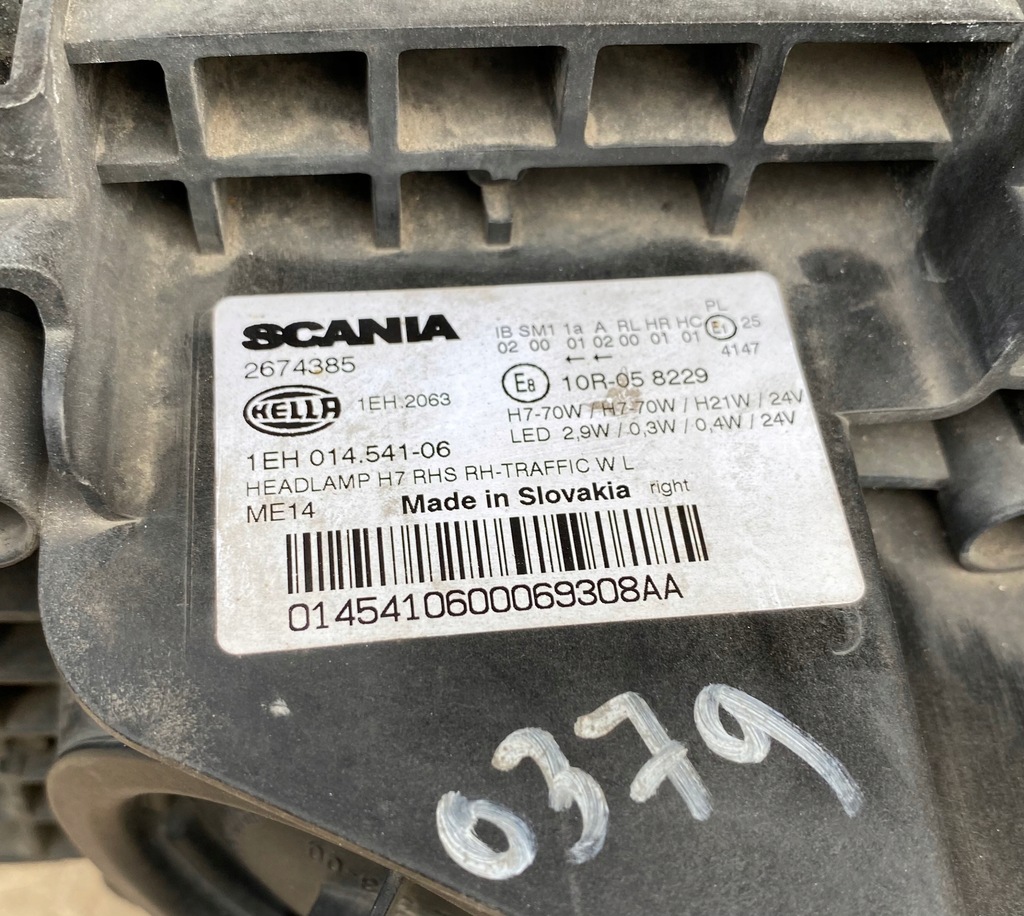 SCANIA
2674385
HELLA 1EH.2063
1EH 014.541-06
HEADLAMP H7 RHS RH-TRAFFIC W L
ME14 Made in Slovakia right
PL
IB SM1 1a A RL HR HC E1 25
02 00 01 02 00 01 01 4147
←←
E8 10R-05 8229
H7-70W / H7-70W / H21W / 24V
LED 2,9W / 0,3W / 0,4W / 24V
0145410600069308AA
0379